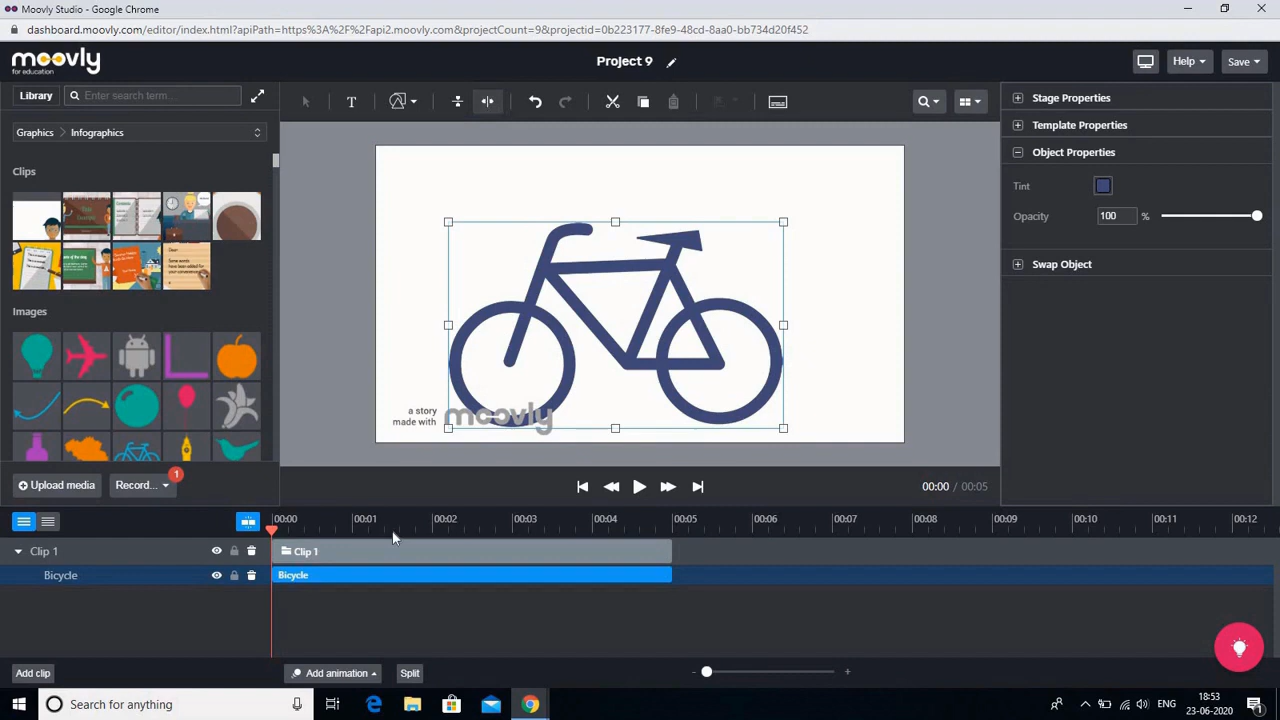 Moovly Studio - Google Chrome
dashboard.moovly.com/editor/index.html?apiPath=https%3A%2F%2Fapi2.moovly.com&projectCount=9&projectid=0b223177-8fe9-48cd-8aa0-bb734d20f452
moovly
for education
Project 9
Help
Save
Library
Enter search term...
T
Graphics
Infographics
Clips
Images
Upload media
Record...
1
a story
made with
moovly
Stage Properties
Template Properties
Object Properties
Tint
Opacity
100
%
Swap Object
00:00 / 00:05
00:00
00:01
00:02
00:03
00:04
00:05
00:06
00:07
00:08
00:09
00:10
00:11
00:12
Clip 1
Clip 1
Bicycle
Bicycle
Add clip
Add animation
Split
- +
Search for anything
ENG
18:53
23-06-2020
1